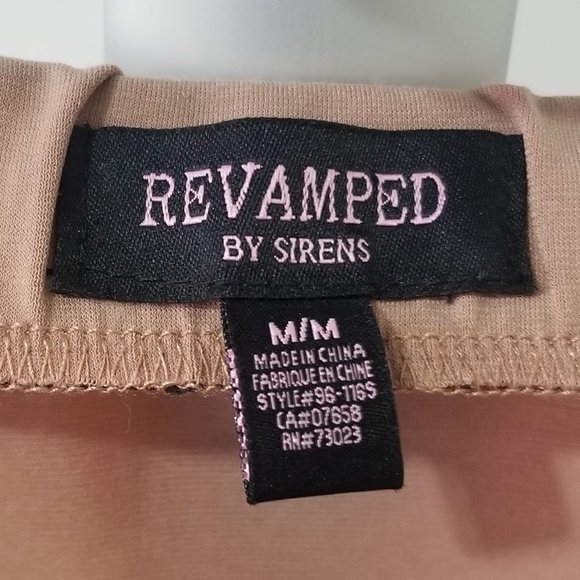 REVAMPED
BY SIRENS
M/M
MADE IN CHINA
FABRIQUE EN CHINE
STYLE#96-116S
CA#07658
RN#73023